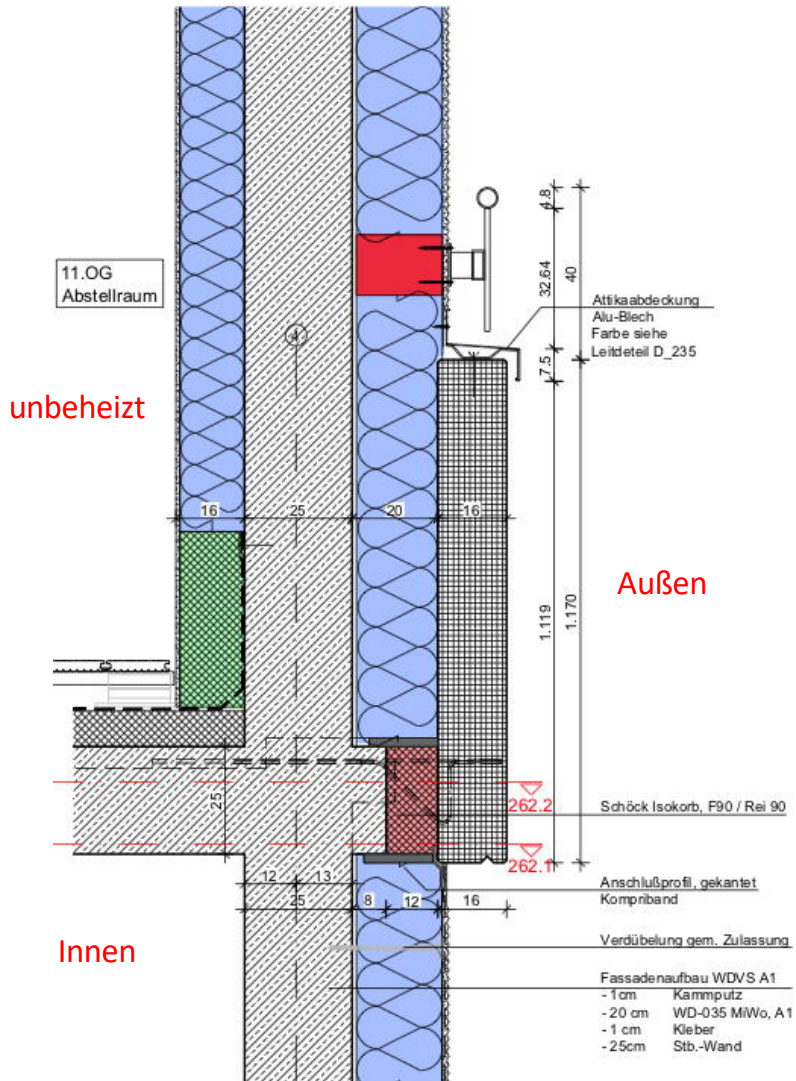 11.OG
Abstellraum
unbeheizt
4
4.8
32.64
40
7.5
Attikaabdeckung
Alu-Blech
Farbe siehe
Leitdeteil D_235
16
25
20
16
1.119
1.170
Außen
25
262.2
262.1
Schöck Isokorb, F90 / Rei 90
12
13
25
8
12
16
Anschlußprofil, gekantet
Kompriband
Innen
Verdübelung gem. Zulassung
Fassadenaufbau WDVS A1
- 1cm Kammputz
- 20 cm WD-035 MiWo, A1
- 1 cm Kleber
- 25cm Stb.-Wand